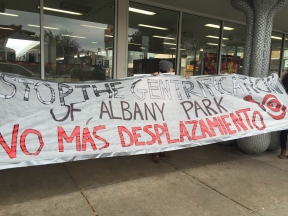 STOP THE GENTRIFICATION
OF ALBANY PARK
NO MÁS DESPLAZAMIENTO